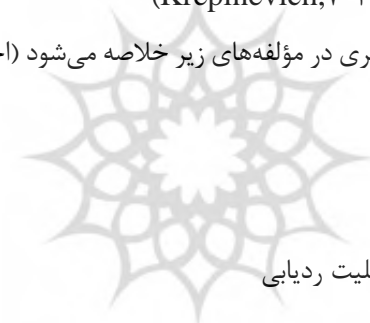 (Krepinevich,
ری در مؤلفه‌های زیر خلاصه می‌شود (ا
لیت ردیابی